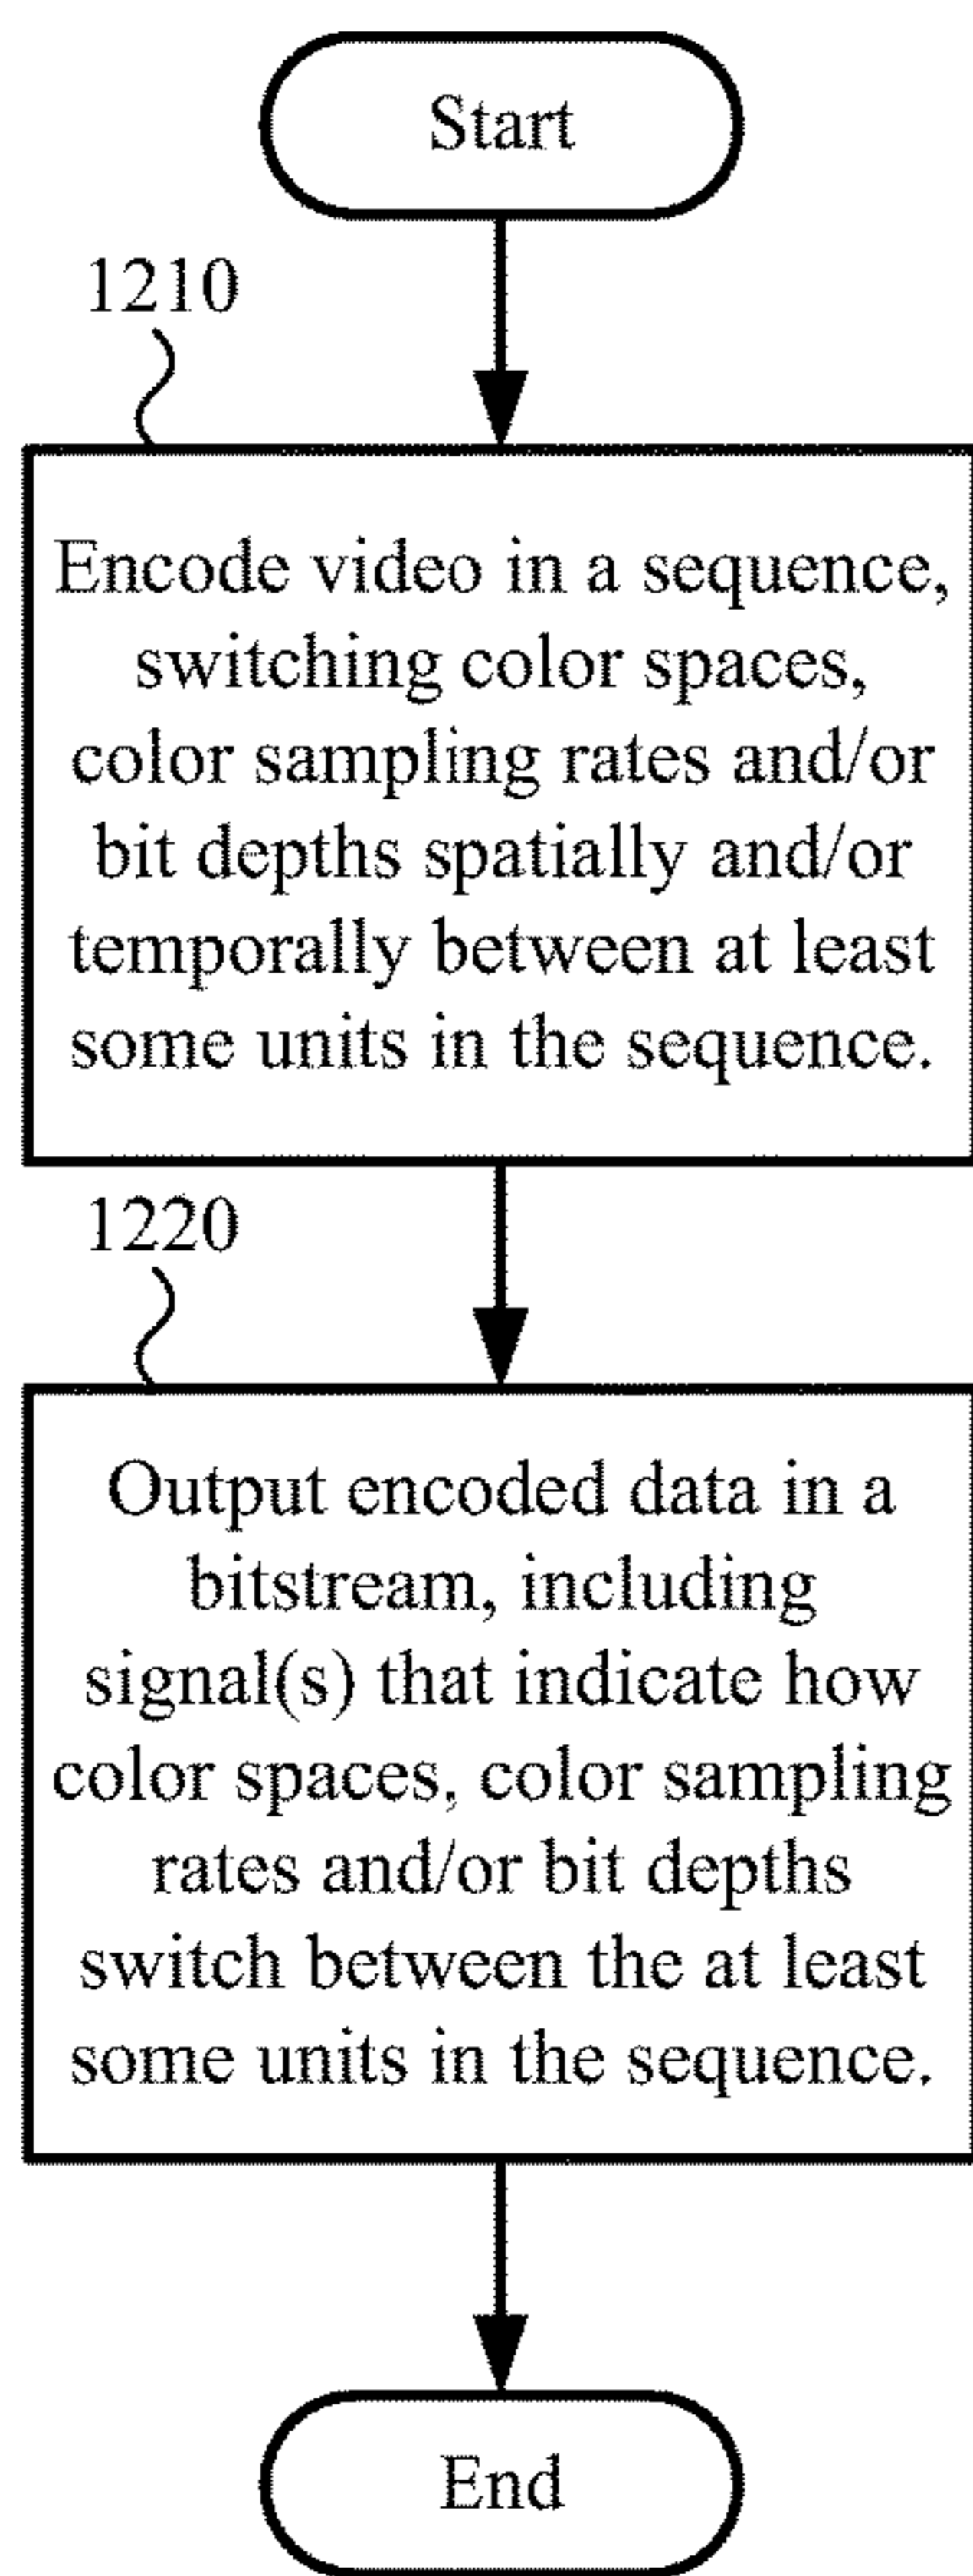 Start
1210
Encode video in a sequence,
switching color spaces,
color sampling rates and/or
bit depths spatially and/or
temporally between at least
some units in the sequence.
1220
Output encoded data in a
bitstream, including
signal(s) that indicate how
color spaces, color sampling
rates and/or bit depths
switch between the at least
some units in the sequence.
End